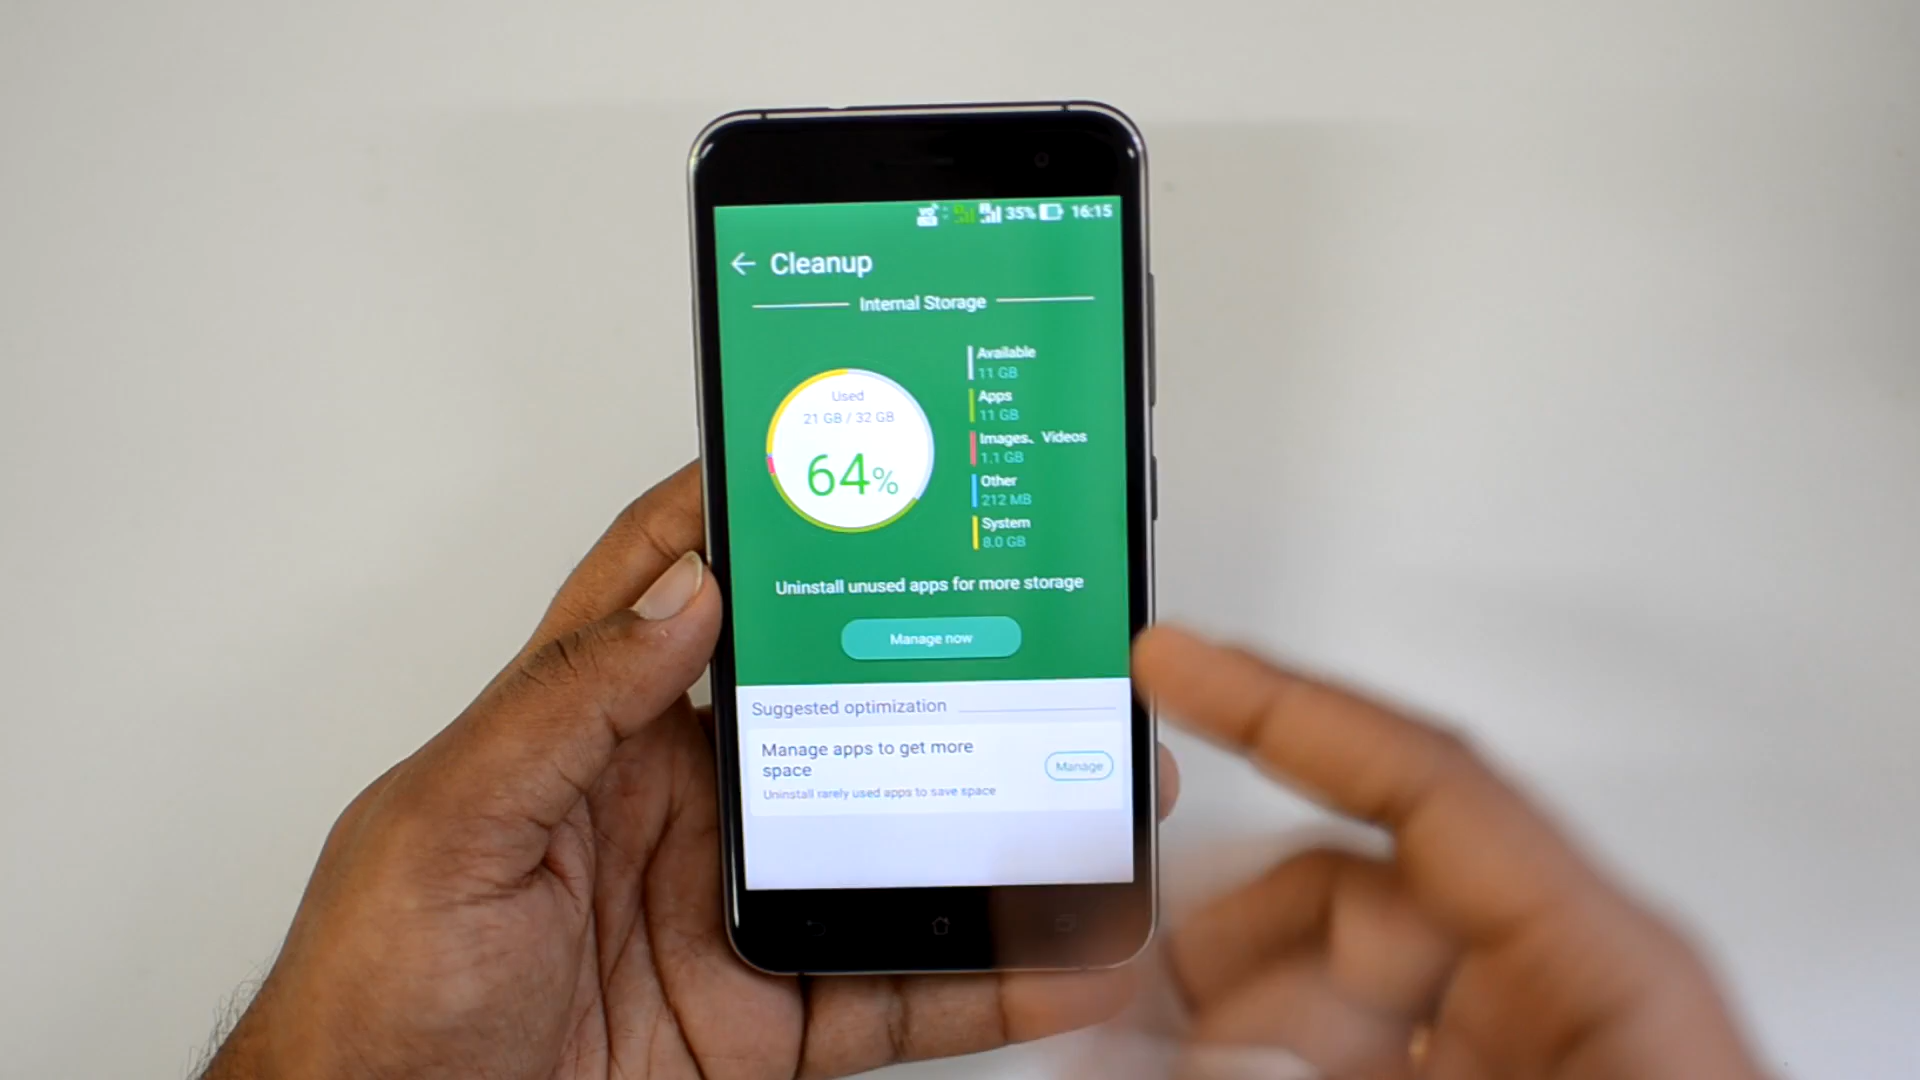 35% 16:15
Cleanup
Internal Storage
Used
21 GB / 32 GB
64%
Available
11 GB
Apps
11 GB
Images、Videos
1.1 GB
Other
212 MB
System
8.0 GB
Uninstall unused apps for more storage
Manage now
Suggested optimization
Manage apps to get more
space
Manage
Uninstall rarely used apps to save space